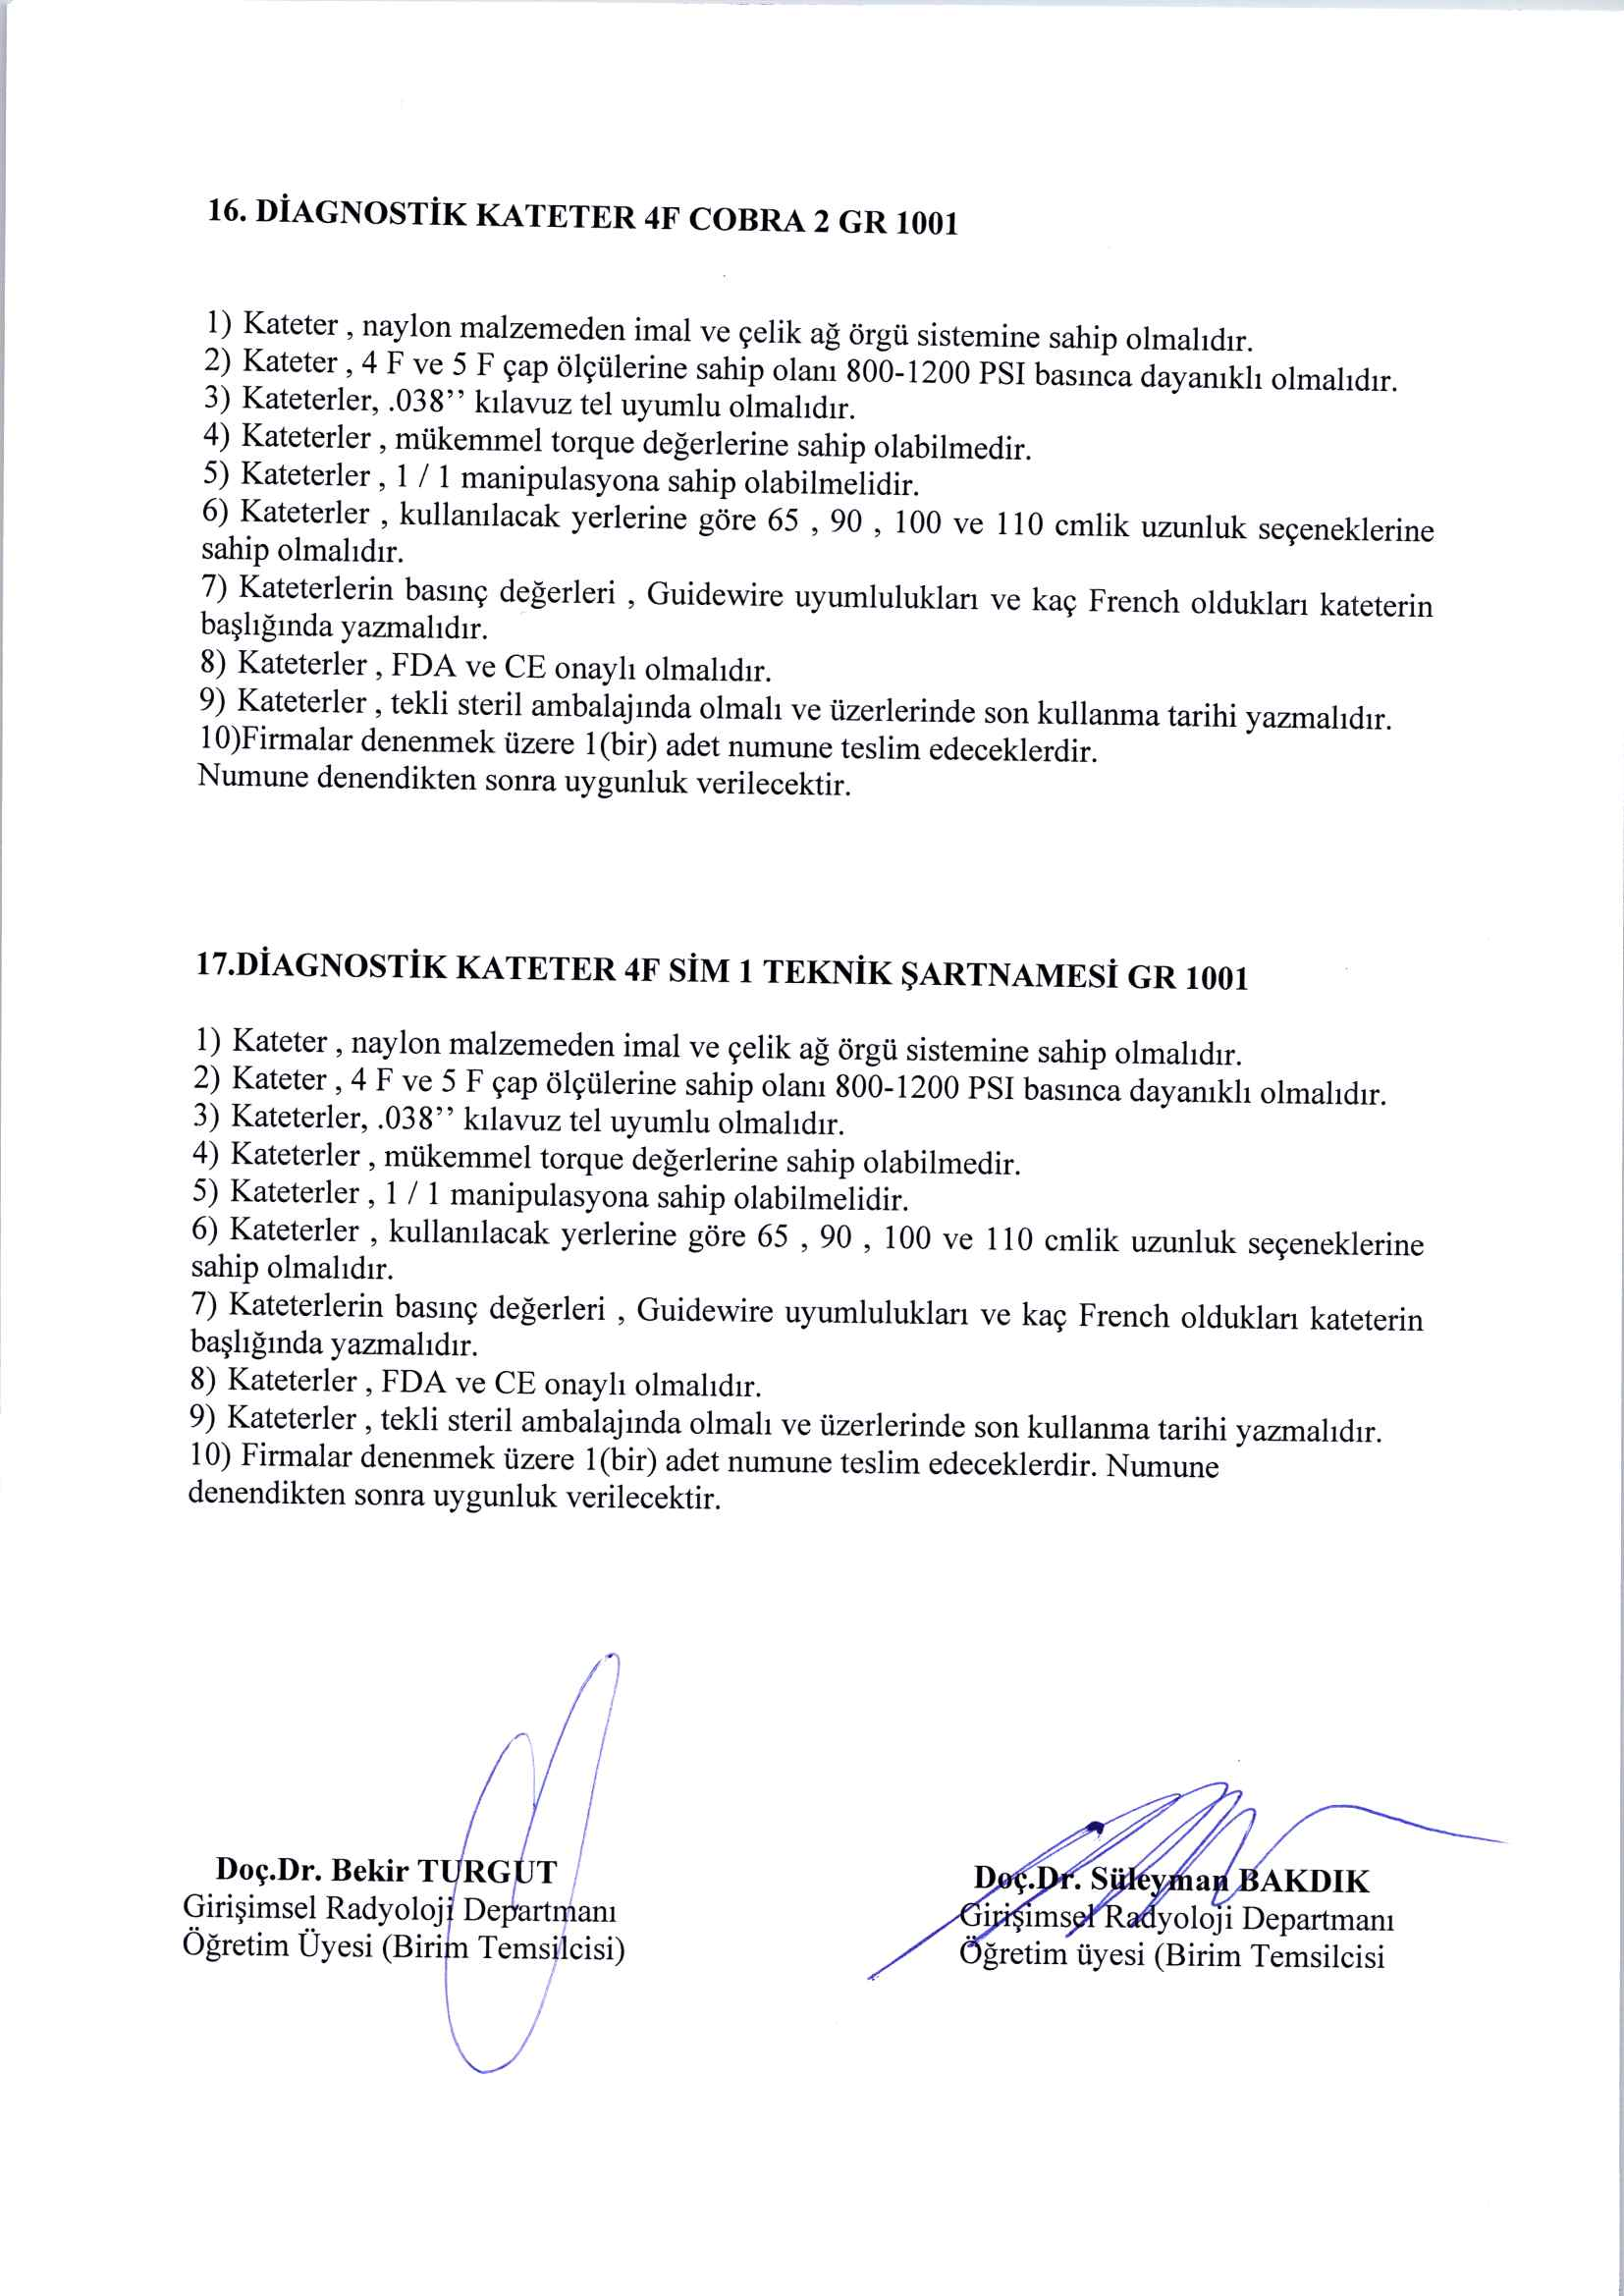 16. DİAGNOSTİK KATETER 4F COBRA 2 GR 1001
1) Kateter , naylon malzemeden imal ve çelik ağ örgü sistemine sahip olmalıdır.
2) Kateter , 4 F ve 5 F çap ölçülerine sahip olanı 800-1200 PSI basınca dayanıklı olmalıdır.
3) Kateterler, .038’’ kılavuz tel uyumlu olmalıdır.
4) Kateterler , mükemmel torque değerlerine sahip olabilmedir.
5) Kateterler , 1 / 1 manipulasyona sahip olabilmelidir.
6) Kateterler , kullanılacak yerlerine göre 65 , 90 , 100 ve 110 cmlik uzunluk seçeneklerine
sahip olmalıdır.
7) Kateterlerin basınç değerleri , Guidewire uyumlulukları ve kaç French oldukları kateterin
başlığında yazmalıdır.
8) Kateterler , FDA ve CE onaylı olmalıdır.
9) Kateterler , tekli steril ambalajında olmalı ve üzerlerinde son kullanma tarihi yazmalıdır.
10)Firmalar denenmek üzere 1(bir) adet numune teslim edeceklerdir.
Numune denendikten sonra uygunluk verilecektir.
17.DİAGNOSTİK KATETER 4F SİM 1 TEKNİK ŞARTNAMESİ GR 1001
1) Kateter , naylon malzemeden imal ve çelik ağ örgü sistemine sahip olmalıdır.
2) Kateter , 4 F ve 5 F çap ölçülerine sahip olanı 800-1200 PSI basınca dayanıklı olmalıdır.
3) Kateterler, .038’’ kılavuz tel uyumlu olmalıdır.
4) Kateterler , mükemmel torque değerlerine sahip olabilmedir.
5) Kateterler , 1 / 1 manipulasyona sahip olabilmelidir.
6) Kateterler , kullanılacak yerlerine göre 65 , 90 , 100 ve 110 cmlik uzunluk seçeneklerine
sahip olmalıdır.
7) Kateterlerin basınç değerleri , Guidewire uyumlulukları ve kaç French oldukları kateterin
başlığında yazmalıdır.
8) Kateterler , FDA ve CE onaylı olmalıdır.
9) Kateterler , tekli steril ambalajında olmalı ve üzerlerinde son kullanma tarihi yazmalıdır.
10) Firmalar denenmek üzere 1(bir) adet numune teslim edeceklerdir. Numune
denendikten sonra uygunluk verilecektir.
Doç.Dr. Bekir TURGUT
Girişimsel Radyoloji Departmanı
Öğretim Üyesi (Birim Temsilcisi)
Doç.Dr. Süleyman BAKDIK
Girişimsel Radyoloji Departmanı
Öğretim üyesi (Birim Temsilcisi